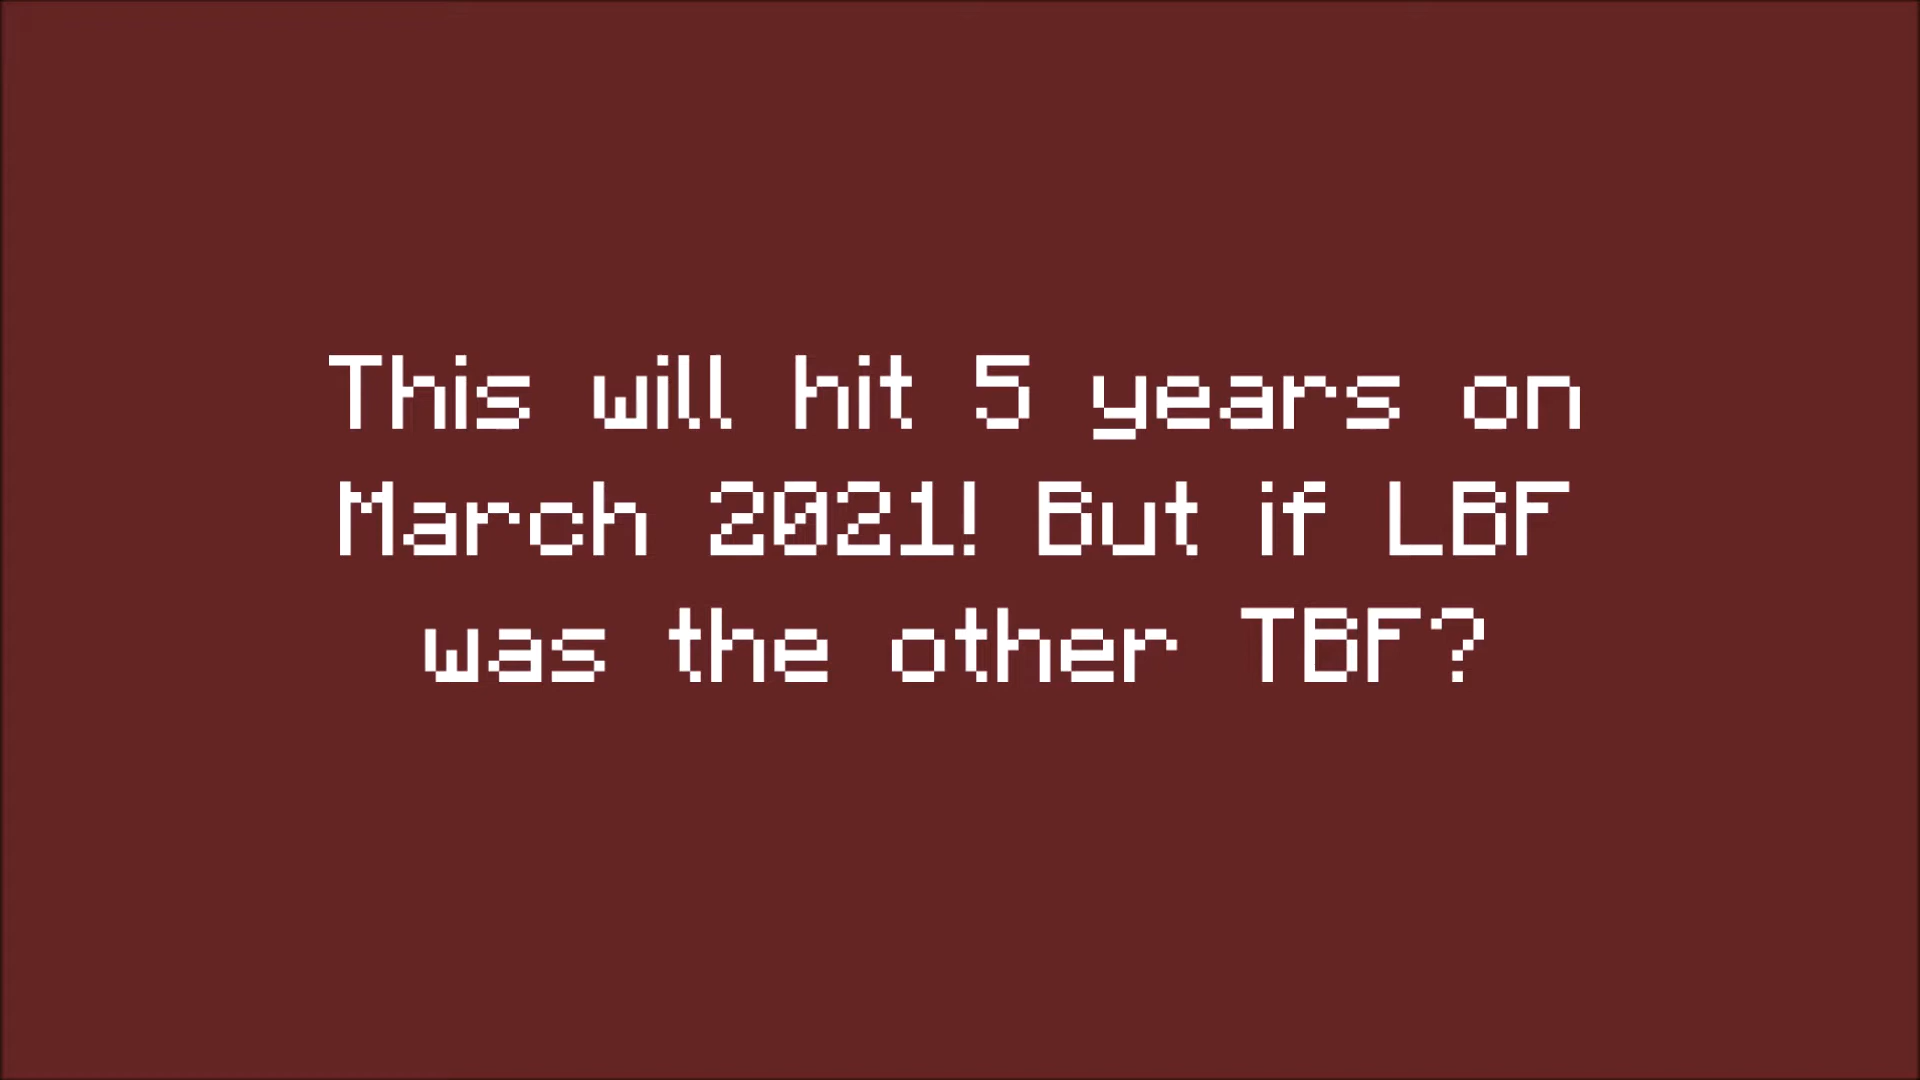 This will hit 5 years on
March 2021! But if LBF
was the other TBF?